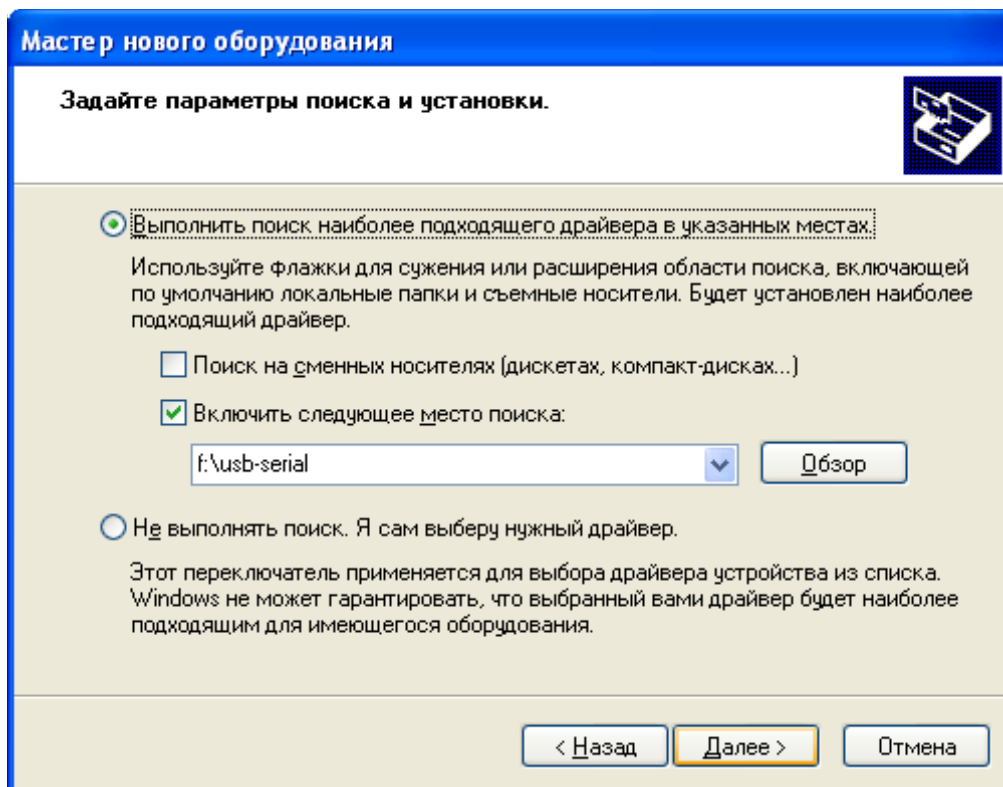 Мастер нового оборудования
Задайте параметры поиска и установки.
Выполнить поиск наиболее подходящего драйвера в указанных местах.
Используйте флажки для сужения или расширения области поиска, включающей
по умолчанию локальные папки и съемные носители. Будет установлен наиболее
подходящий драйвер.
Поиск на сменных носителях (дискетах, компакт-дисках...)
Включить следующее место поиска:
f:\usb-serial
Обзор
Не выполнять поиск. Я сам выберу нужный драйвер.
Этот переключатель применяется для выбора драйвера устройства из списка.
Windows не может гарантировать, что выбранный вами драйвер будет наиболее
подходящим для имеющегося оборудования.
< Назад Далее > Отмена